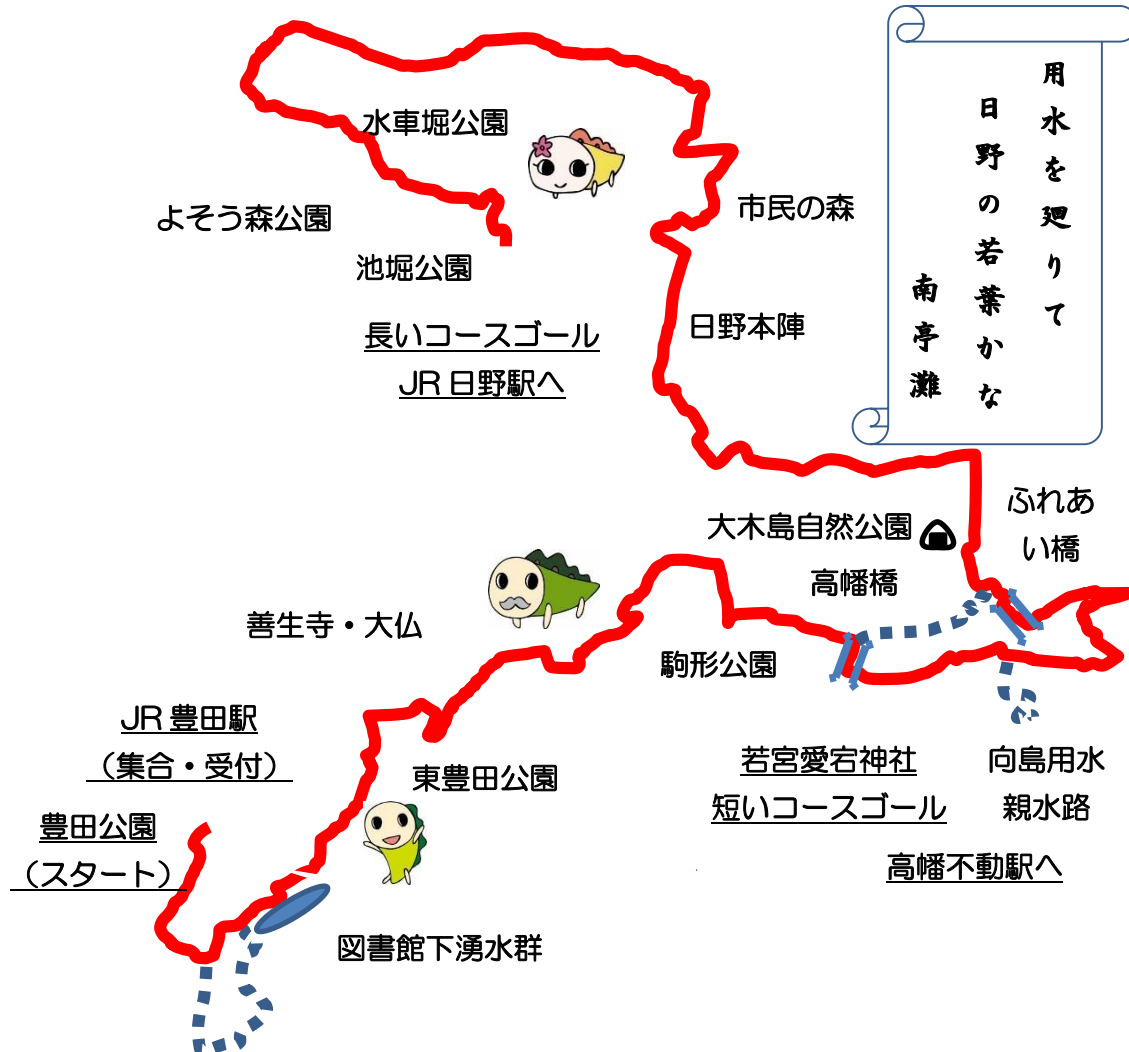 用水を廻りて
日野の若葉かな
南亭灘
水車堀公園
市民の森
よそう森公園
池堀公園
日野本陣
長いコースゴール
JR 日野駅へ
ふれあ
い橋
大木島自然公園
高幡橋
善生寺・大仏
駒形公園
JR 豊田駅
（集合・受付）
東豊田公園
若宮愛宕神社
短いコースゴール
向島用水
親水路
豊田公園
（スタート）
高幡不動駅へ
図書館下湧水群